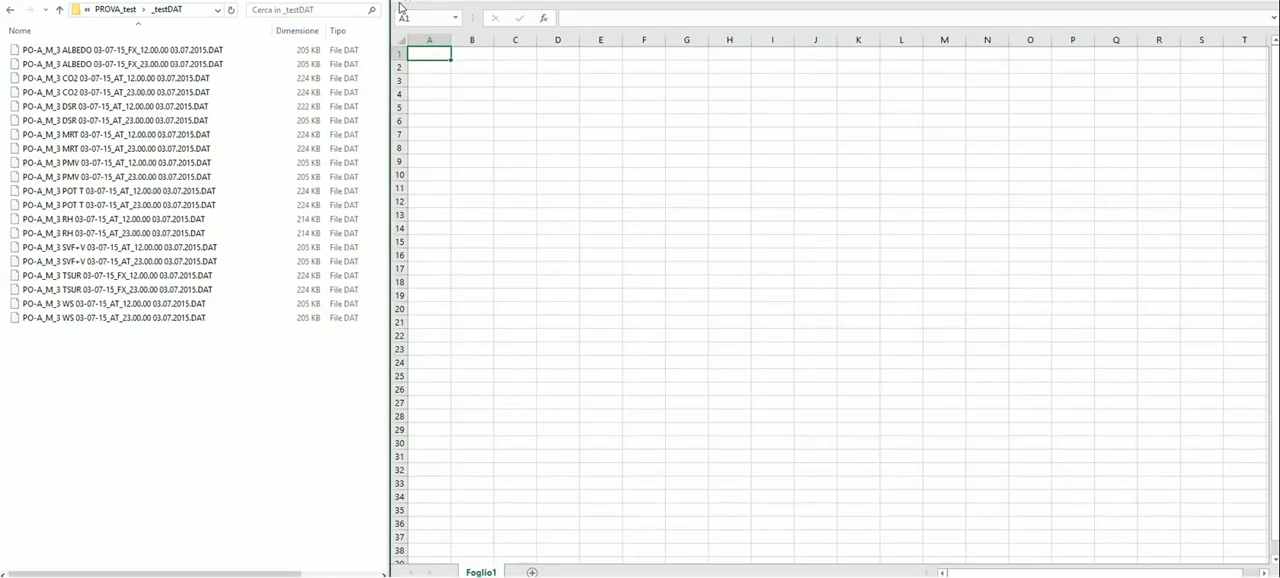 PROVA_test _testDAT Cerca in _testDAT
A1
Nome Dimensione Tipo
PO-A_M_3 ALBEDO 03-07-15_FX_12.00.00 03.07.2015.DAT 205 KB File DAT
PO-A_M_3 ALBEDO 03-07-15_FX_23.00.00 03.07.2015.DAT 205 KB File DAT
PO-A_M_3 CO2 03-07-15_AT_12.00.00 03.07.2015.DAT 224 KB File DAT
PO-A_M_3 CO2 03-07-15_AT_23.00.00 03.07.2015.DAT 224 KB File DAT
PO-A_M_3 DSR 03-07-15_AT_12.00.00 03.07.2015.DAT 222 KB File DAT
PO-A_M_3 DSR 03-07-15_AT_23.00.00 03.07.2015.DAT 205 KB File DAT
PO-A_M_3 MRT 03-07-15_AT_12.00.00 03.07.2015.DAT 224 KB File DAT
PO-A_M_3 MRT 03-07-15_AT_23.00.00 03.07.2015.DAT 224 KB File DAT
PO-A_M_3 PMV 03-07-15_AT_12.00.00 03.07.2015.DAT 205 KB File DAT
PO-A_M_3 PMV 03-07-15_AT_23.00.00 03.07.2015.DAT 205 KB File DAT
PO-A_M_3 POT T 03-07-15_AT_12.00.00 03.07.2015.DAT 224 KB File DAT
PO-A_M_3 POT T 03-07-15_AT_23.00.00 03.07.2015.DAT 224 KB File DAT
PO-A_M_3 RH 03-07-15_AT_12.00.00 03.07.2015.DAT 214 KB File DAT
PO-A_M_3 RH 03-07-15_AT_23.00.00 03.07.2015.DAT 214 KB File DAT
PO-A_M_3 SVF+V 03-07-15_AT_12.00.00 03.07.2015.DAT 205 KB File DAT
PO-A_M_3 SVF+V 03-07-15_AT_23.00.00 03.07.2015.DAT 205 KB File DAT
PO-A_M_3 TSUR 03-07-15_FX_12.00.00 03.07.2015.DAT 224 KB File DAT
PO-A_M_3 TSUR 03-07-15_FX_23.00.00 03.07.2015.DAT 224 KB File DAT
PO-A_M_3 WS 03-07-15_AT_12.00.00 03.07.2015.DAT 205 KB File DAT
PO-A_M_3 WS 03-07-15_AT_23.00.00 03.07.2015.DAT 205 KB File DAT
fx
A B C D E F G H I J K L M N O P Q R S T
1
2
3
4
5
6
7
8
9
10
11
12
13
14
15
16
17
18
19
20
21
22
23
24
25
26
27
28
29
30
31
32
33
34
35
36
37
38
Foglio1